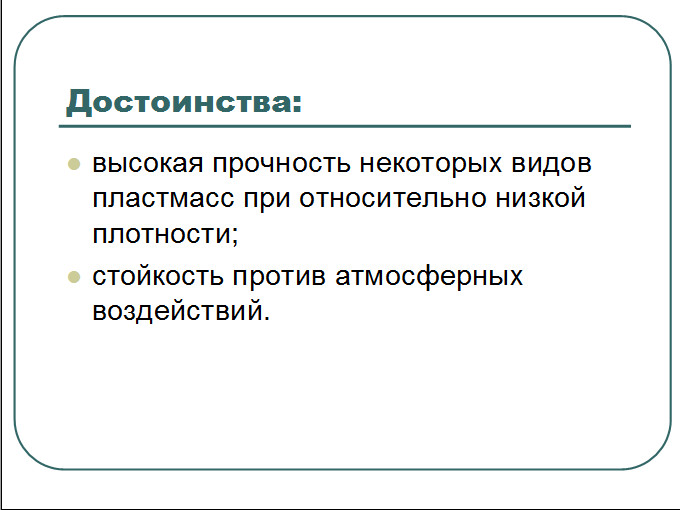 Достоинства:
высокая прочность некоторых видов
пластмасс при относительно низкой
плотности;
стойкость против атмосферных
воздействий.